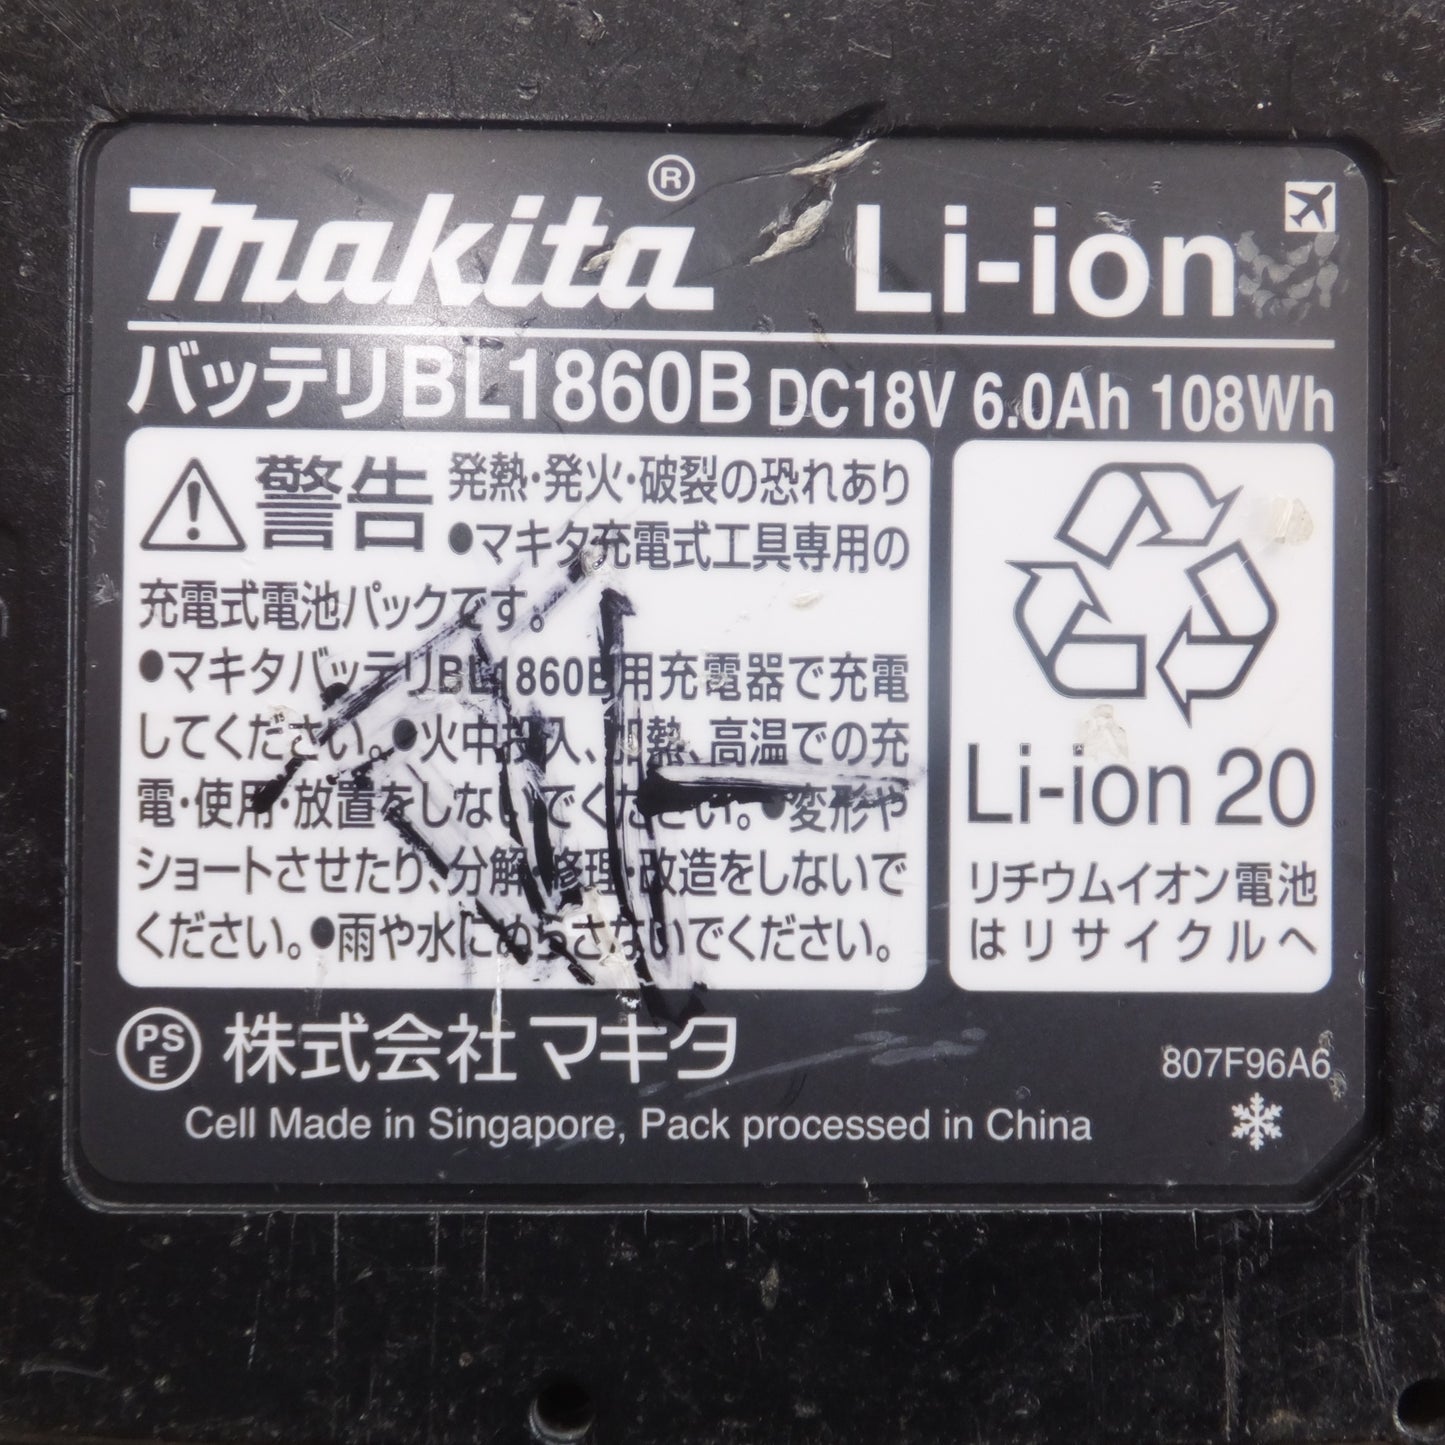 makita® Li-ion
バッテリBL1860B DC18V 6.0Ah 108Wh
警告 発熱・発火・破裂の恐れあり
●マキタ充電式工具専用の
充電式電池パックです。
●マキタバッテリBL1860B用充電器で充電
してください。●火中投入、加熱、高温での充
電・使用・放置をしないでください。●変形や
ショートさせたり、分解・修理・改造をしないで
ください。●雨や水にぬらさないでください。
Li-ion 20
リチウムイオン電池
はリサイクルへ
PS
E
株式会社マキタ
807F96A6
Cell Made in Singapore, Pack processed in China